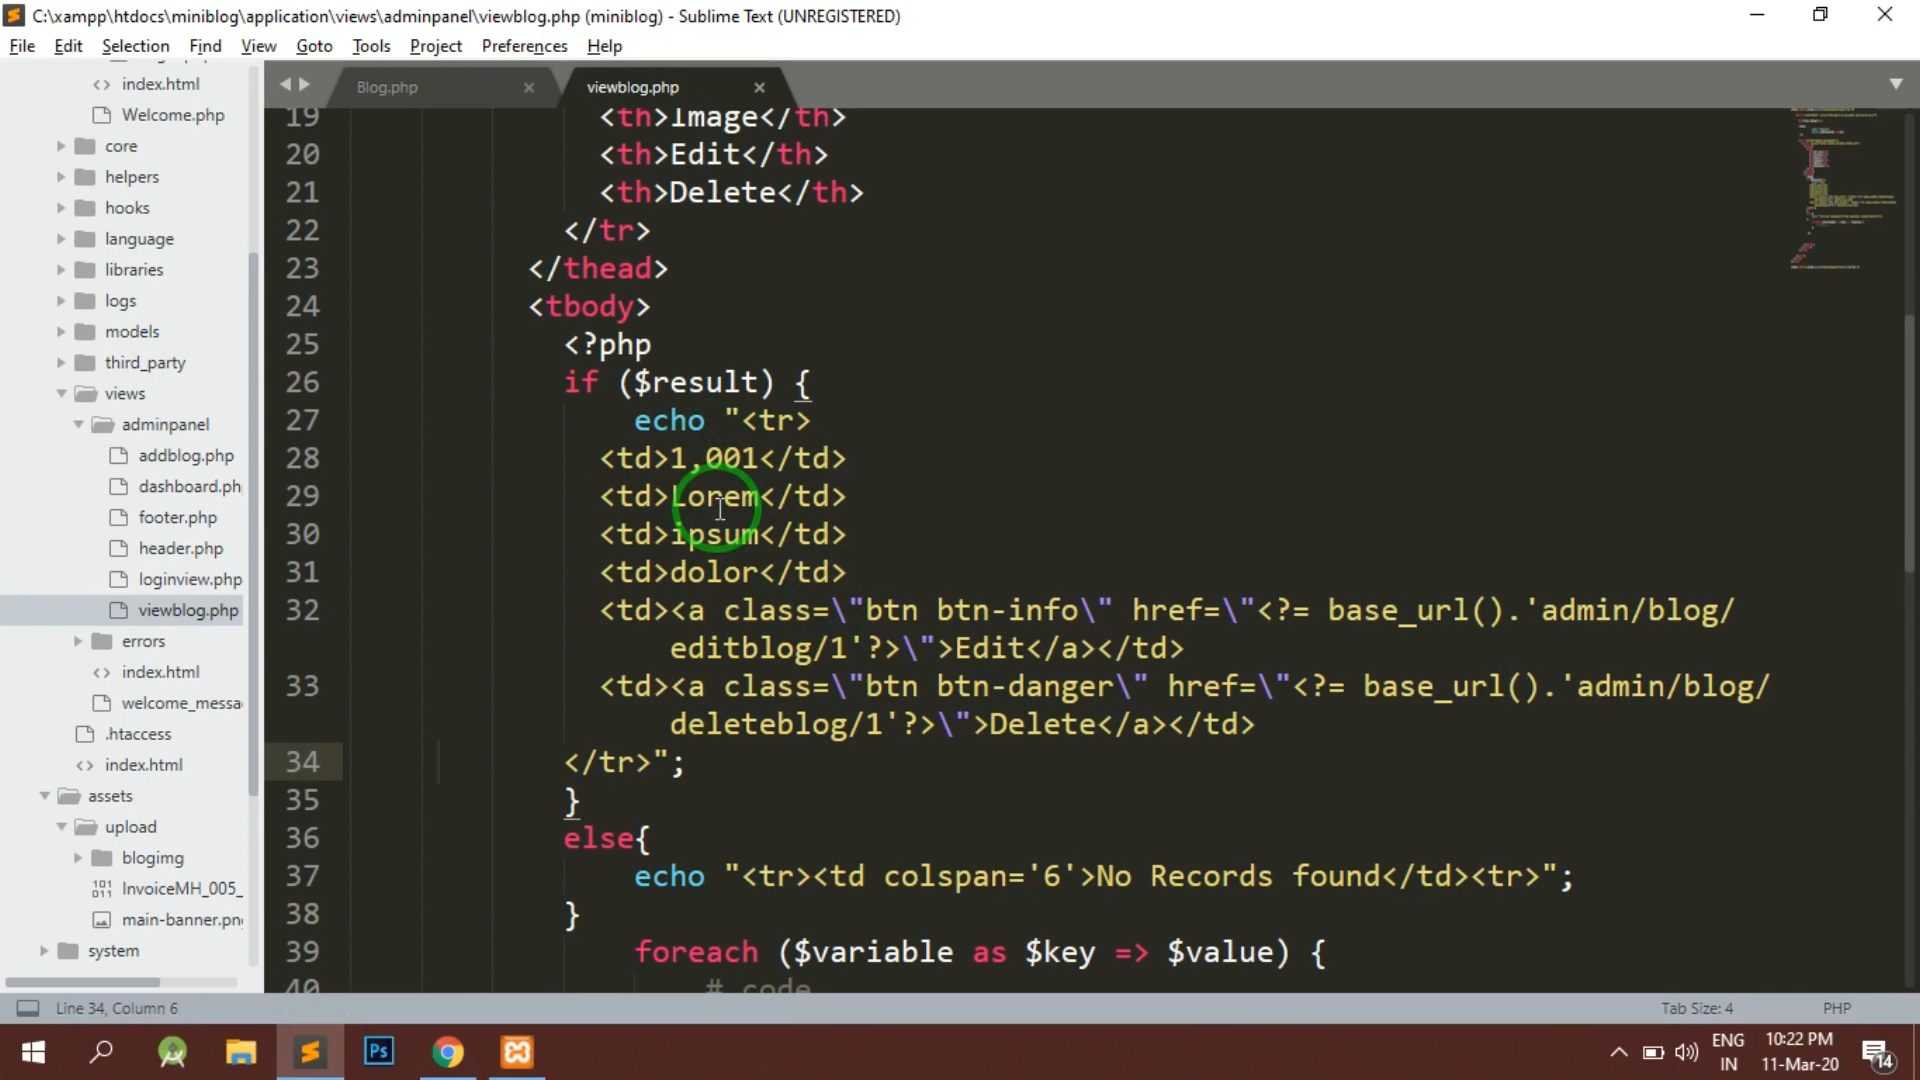 C:\xampp\htdocs\miniblog\application\views\adminpanel\viewblog.php (miniblog) - Sublime Text (UNREGISTERED)
File Edit Selection Find View Goto Tools Project Preferences Help
index.html
Welcome.php
core
helpers
hooks
language
libraries
logs
models
third_party
views
adminpanel
addblog.php
dashboard.ph
footer.php
header.php
loginview.php
viewblog.php
errors
index.html
welcome_messa
.htaccess
index.html
assets
upload
blogimg
InvoiceMH_005_
main-banner.pn
system
Blog.php
viewblog.php
19 <th>Image</th>
20 <th>Edit</th>
21 <th>Delete</th>
22 </tr>
23 </thead>
24 <tbody>
25 <?php
26 if ($result) {
27 echo "<tr>
28 <td>1,001</td>
29 <td>Lorem</td>
30 <td>ipsum</td>
31 <td>dolor</td>
32 <td><a class=\"btn btn-info\" href=\"<?= base_url().'admin/blog/
editblog/1'?>\">Edit</a></td>
33 <td><a class=\"btn btn-danger\" href=\"<?= base_url().'admin/blog/
deleteblog/1'?>\">Delete</a></td>
34 </tr>";
35 }
36 else{
37 echo "<tr><td colspan='6'>No Records found</td><tr>";
38 }
39 foreach ($variable as $key => $value) {
40 # code
Line 34, Column 6
Tab Size: 4
PHP
Ps
ENG
IN
10:22 PM
11-Mar-20
14